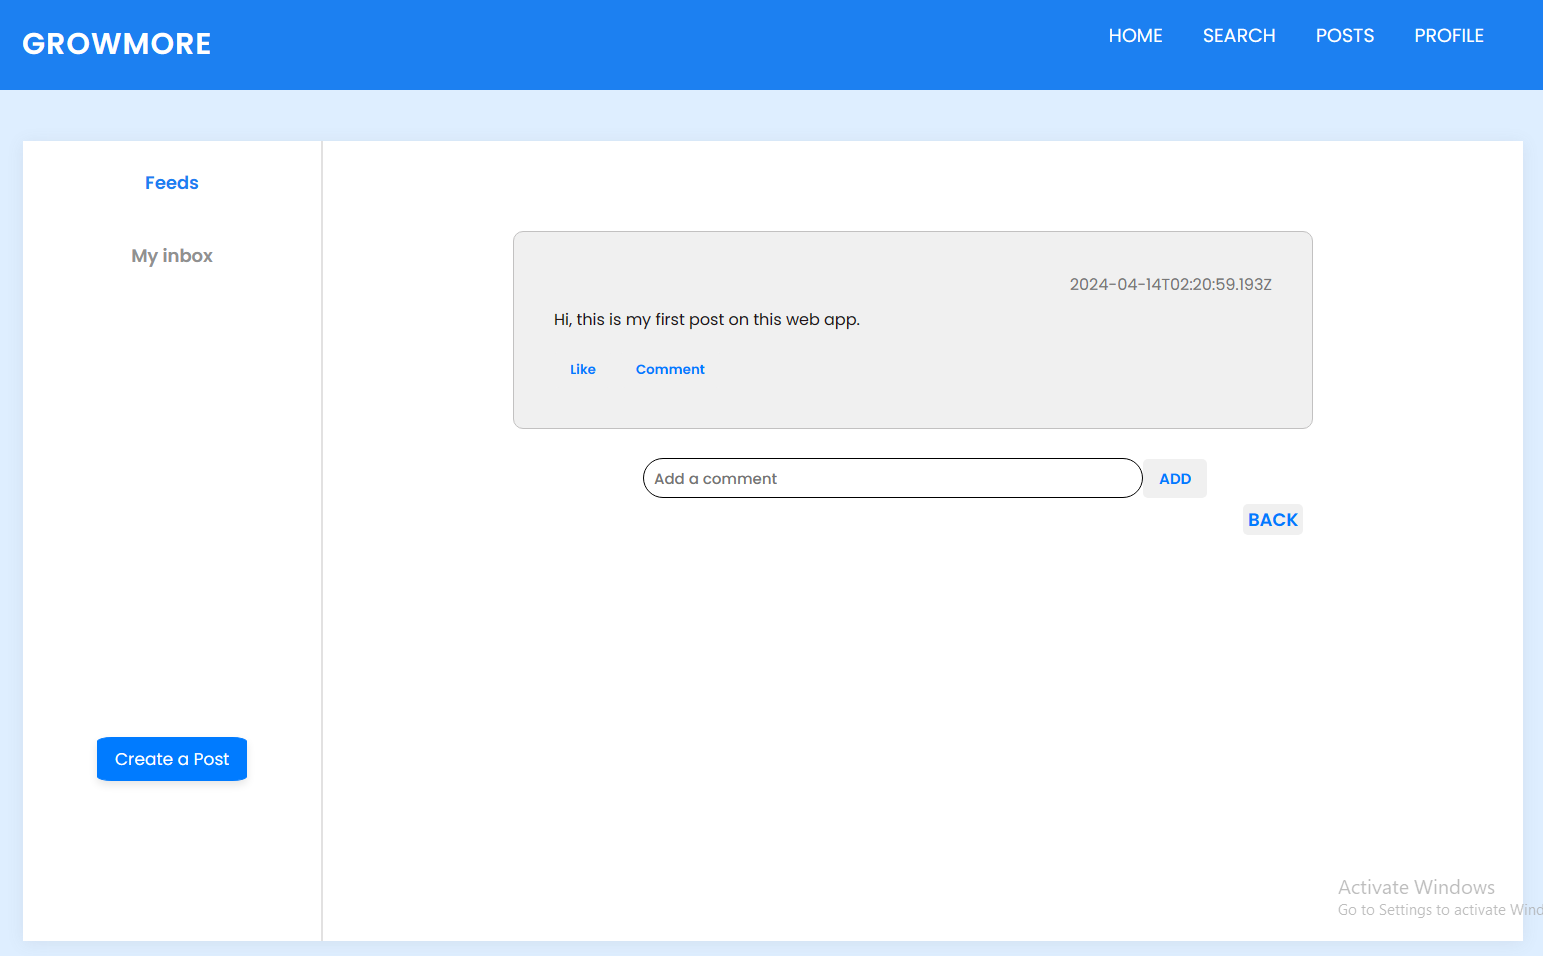 GROWMORE
HOME SEARCH POSTS PROFILE
Feeds
My inbox
2024-04-14T02:20:59.193Z
Hi, this is my first post on this web app.
Like Comment
Add a comment ADD
BACK
Create a Post
Activate Windows
Go to Settings to activate Wind